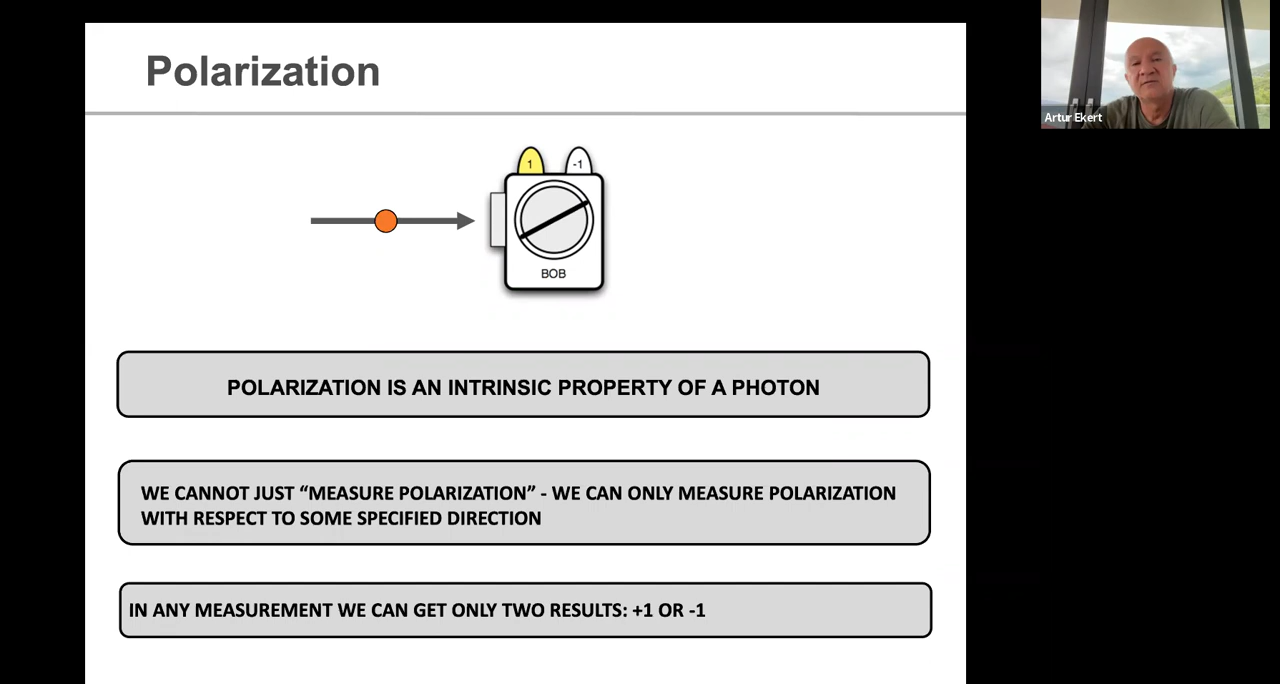 Polarization
Artur Ekert
1 -1
BOB
POLARIZATION IS AN INTRINSIC PROPERTY OF A PHOTON
WE CANNOT JUST “MEASURE POLARIZATION” - WE CAN ONLY MEASURE POLARIZATION
WITH RESPECT TO SOME SPECIFIED DIRECTION
IN ANY MEASUREMENT WE CAN GET ONLY TWO RESULTS: +1 OR -1